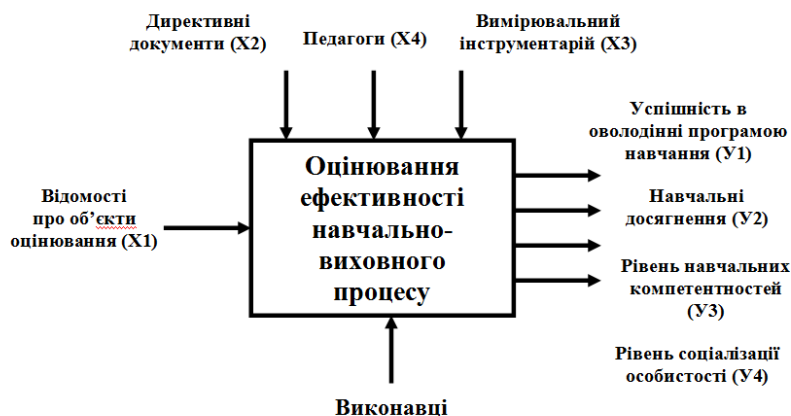 Директивні
документи (Х2)
Педагоги (Х4)
Вимірювальний
інструментарій (Х3)
Відомості
про об’єкти
оцінювання (Х1)
Оцінювання
ефективності
навчально-
виховного
процесу
Успішність в
оволодінні програмою
навчання (У1)
Навчальні
досягнення (У2)
Рівень навчальних
компетентностей
(У3)
Рівень соціалізації
особистості (У4)
Виконавці